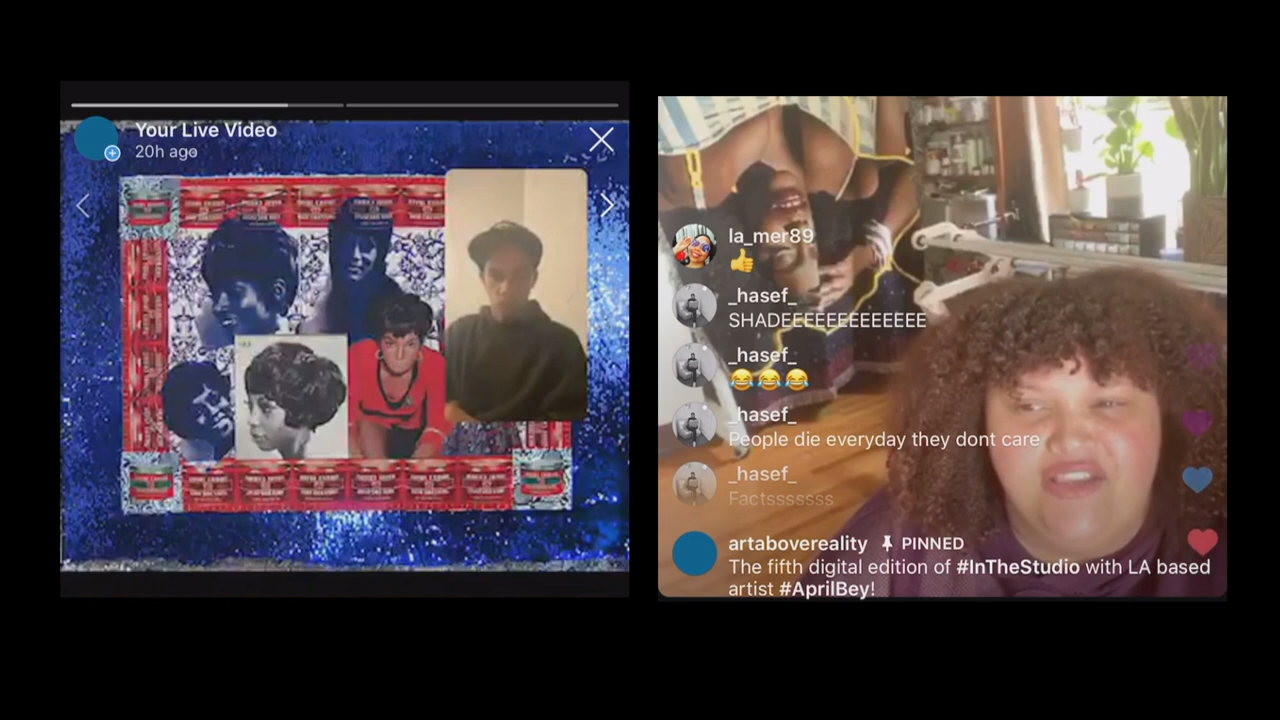 Your Live Video
20h ago
la_mer89
👍
_hasef_
SHADEEEEEEEEEEEEE
_hasef_
😂😂😂
_hasef_
People die everyday they dont care
_hasef_
Factsssssss
artabovereality 📌 PINNED
The fifth digital edition of #InTheStudio with LA based
artist #AprilBey!